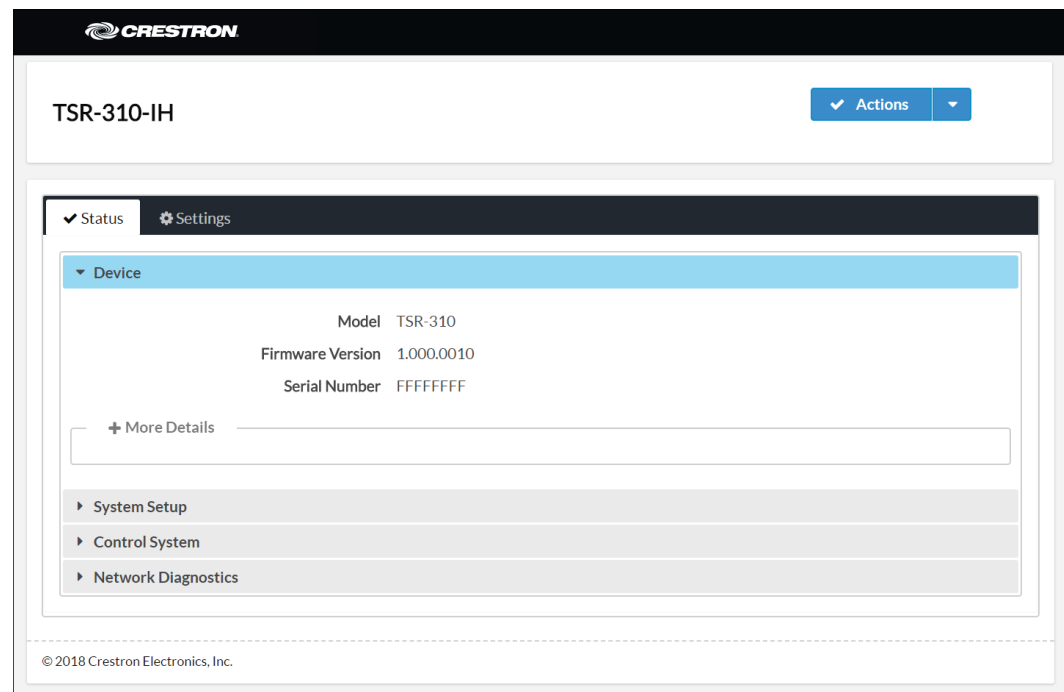 CRESTRON
TSR-310-IH
Actions
Status
Settings
Device
Model TSR-310
Firmware Version 1.000.0010
Serial Number FFFFFFFF
More Details
System Setup
Control System
Network Diagnostics
© 2018 Crestron Electronics, Inc.